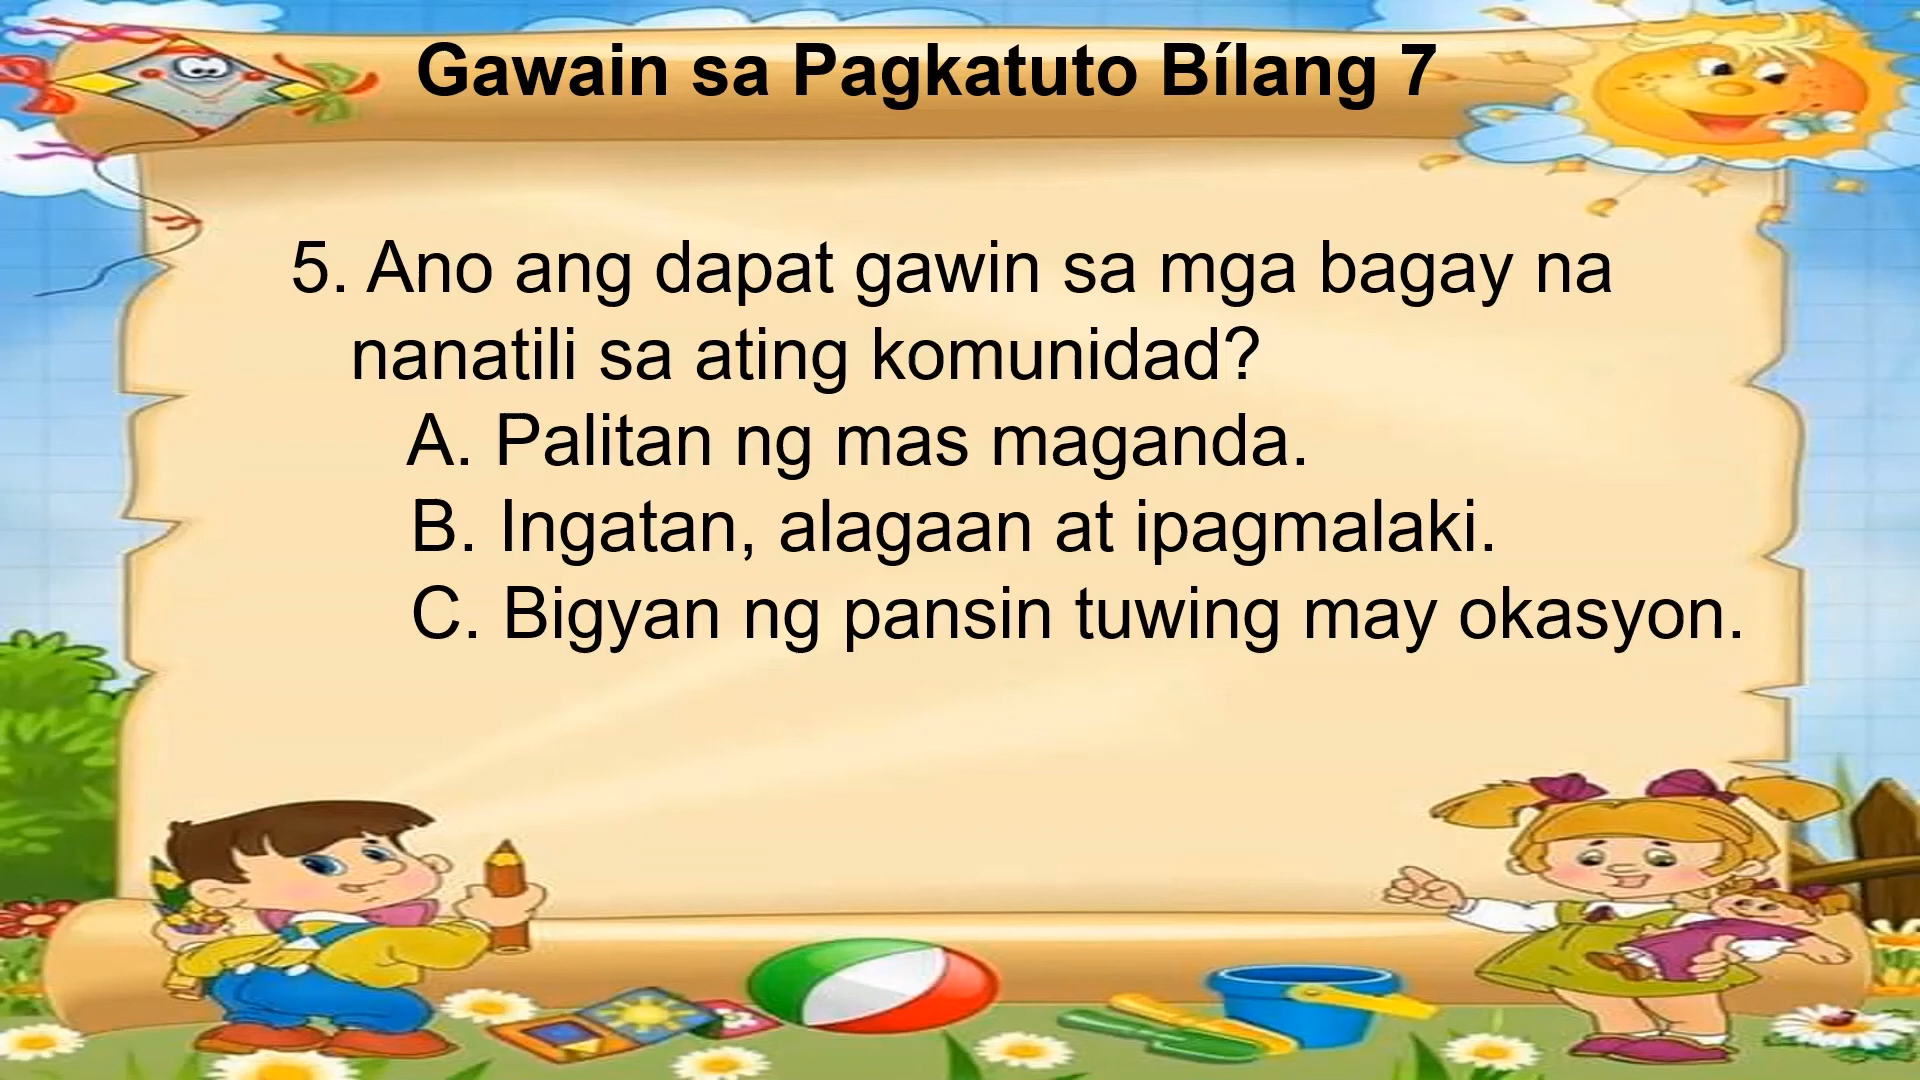 Gawain sa Pagkatuto Bílang 7
5. Ano ang dapat gawin sa mga bagay na
nanatili sa ating komunidad?
A. Palitan ng mas maganda.
B. Ingatan, alagaan at ipagmalaki.
C. Bigyan ng pansin tuwing may okasyon.